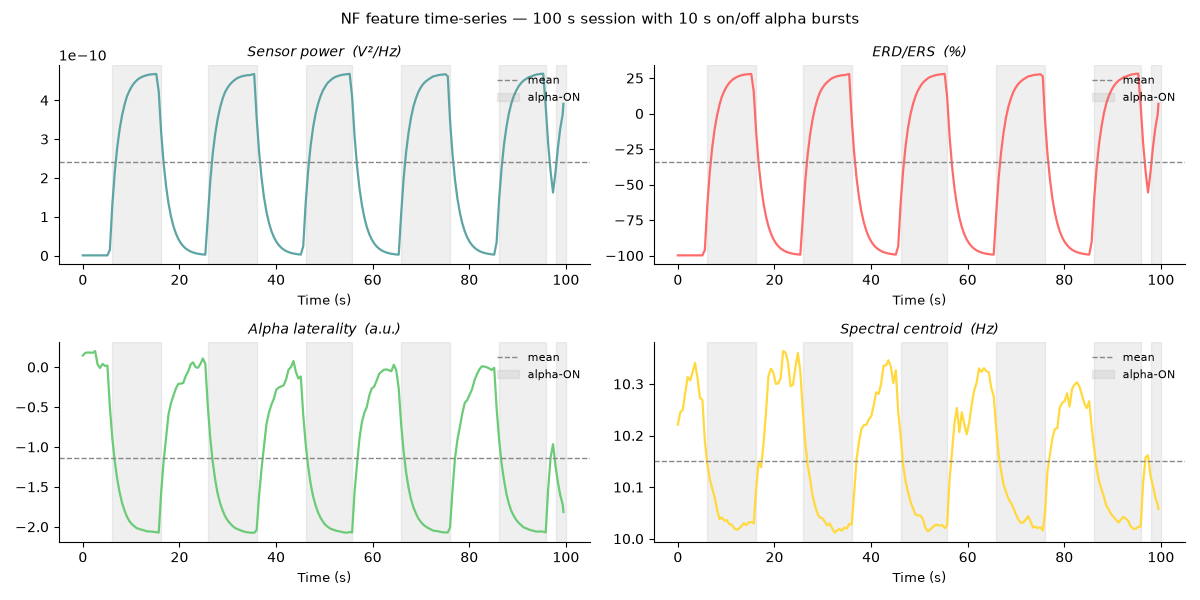 NF feature time-series — 100 s session with 10 s on/off alpha bursts
Sensor power (V²/Hz)
1e−10
4
3
2
1
0
mean
alpha-ON
0 20 40 60 80 100
Time (s)
ERD/ERS (%)
25
0
−25
−50
−75
−100
mean
alpha-ON
0 20 40 60 80 100
Time (s)
Alpha laterality (a.u.)
0.0
−0.5
−1.0
−1.5
−2.0
mean
alpha-ON
0 20 40 60 80 100
Time (s)
Spectral centroid (Hz)
10.3
10.2
10.1
10.0
mean
alpha-ON
0 20 40 60 80 100
Time (s)